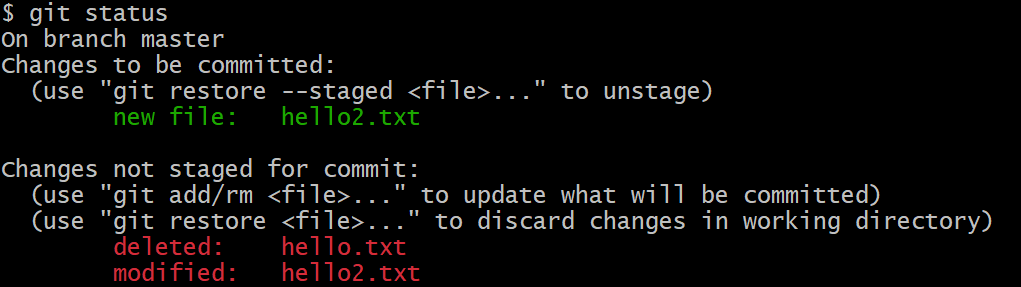 $ git status
On branch master
Changes to be committed:
  (use "git restore --staged <file>..." to unstage)
        new file:   hello2.txt

Changes not staged for commit:
  (use "git add/rm <file>..." to update what will be committed)
  (use "git restore <file>..." to discard changes in working directory)
        deleted:    hello.txt
        modified:   hello2.txt